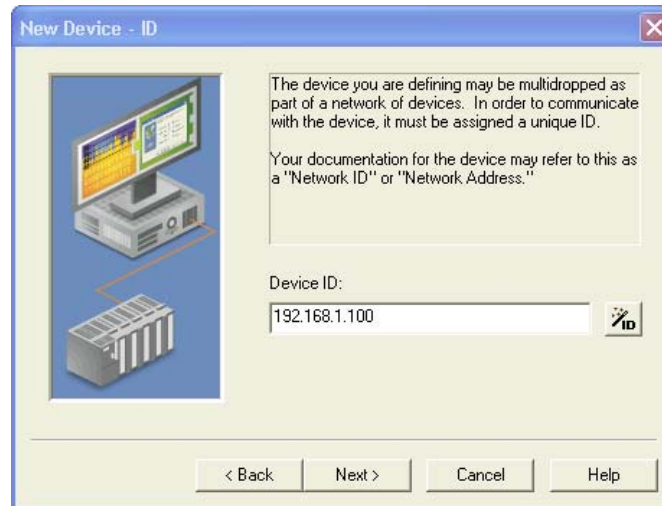 New Device - ID
The device you are defining may be multidropped as
part of a network of devices.  In order to communicate
with the device, it must be assigned a unique ID.
Your documentation for the device may refer to this as
a "Network ID" or "Network Address."
Device ID:
192.168.1.100
ID
< Back
Next >
Cancel
Help